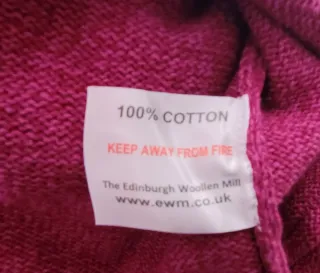 100% COTTON
KEEP AWAY FROM FIRE
The Edinburgh Woollen Mill
www.ewm.co.uk